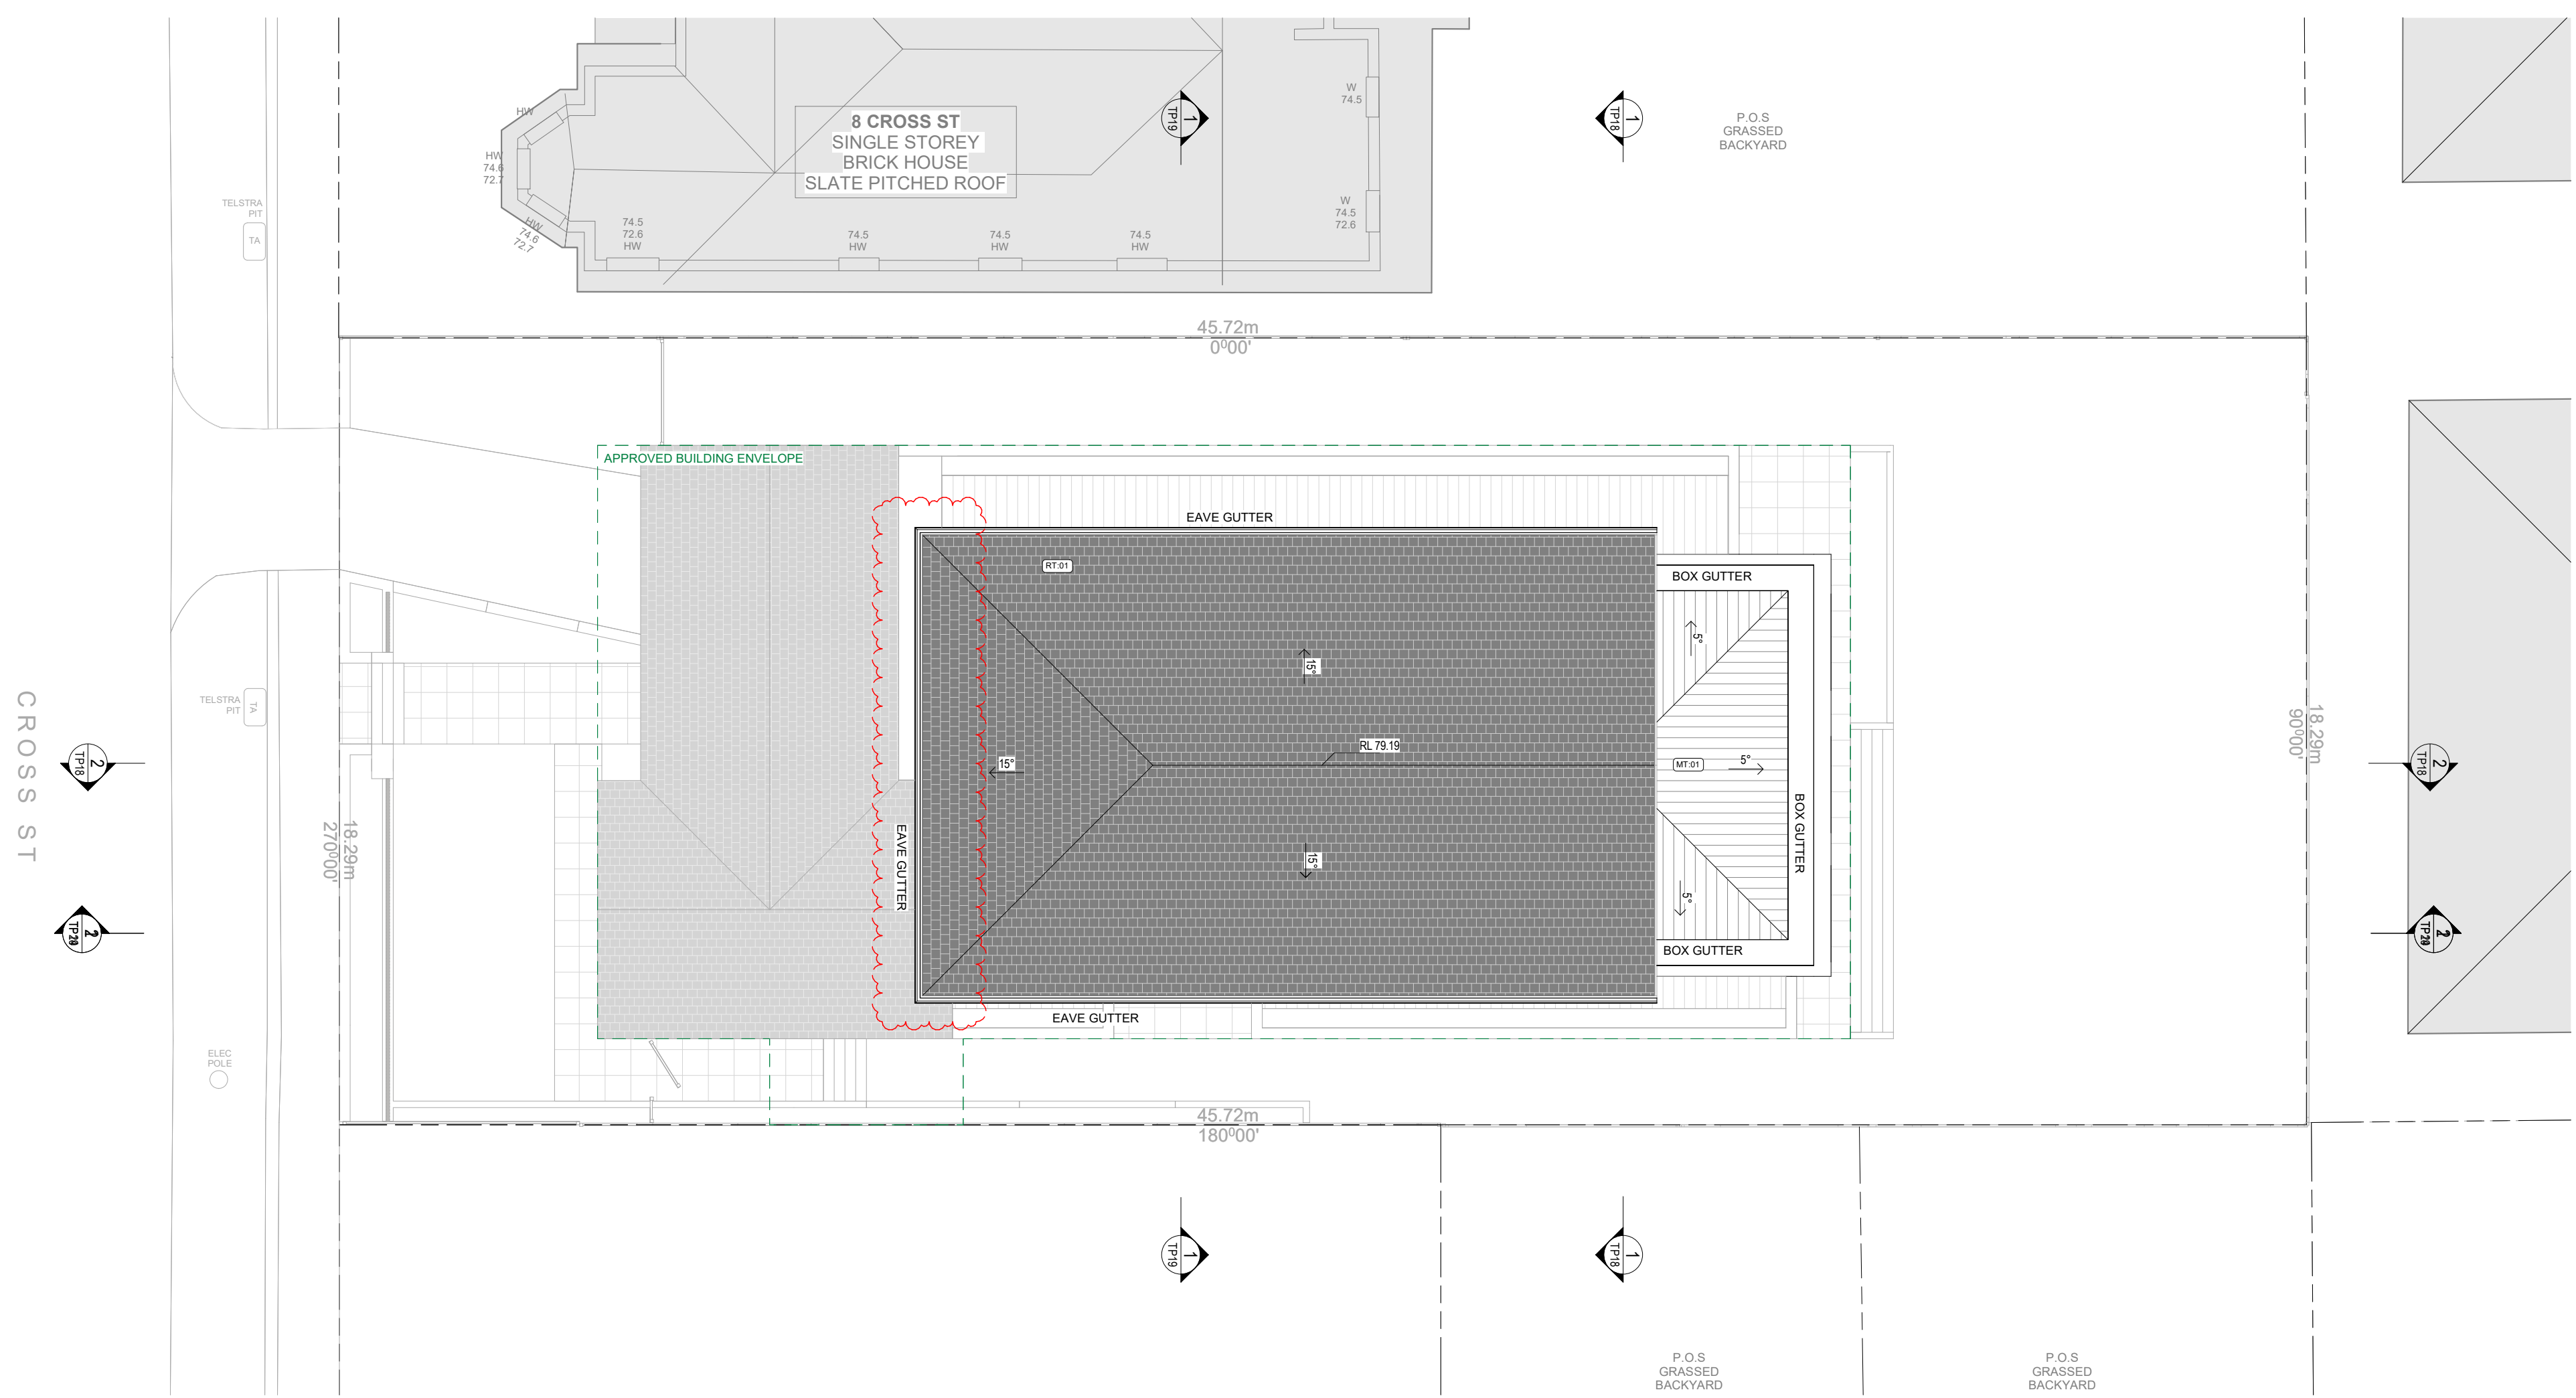 HW
8 CROSS ST
SINGLE STOREY
BRICK HOUSE
SLATE PITCHED ROOF
1
TP19
1
TP18
W
74.5
P.O.S
GRASSED
BACKYARD
HW
74.6
72.7
HW
74.6
72.7
TELSTRA
PIT
TA
74.5
72.6
HW
74.5
HW
74.5
HW
74.5
HW
W
74.5
72.6
45.72m
0⁰00'
APPROVED BUILDING ENVELOPE
EAVE GUTTER
RT:01
BOX GUTTER
5°
15°
CROSS ST
TELSTRA
PIT
TA
2
TP18
18.29m
270⁰00'
15°
RL 79.19
MT:01
5°
18.29m
90⁰00'
2
TP18
EAVE GUTTER
15°
BOX GUTTER
5°
BOX GUTTER
EAVE GUTTER
ELEC
POLE
45.72m
180⁰00'
1
TP19
1
TP18
P.O.S
GRASSED
BACKYARD
P.O.S
GRASSED
BACKYARD